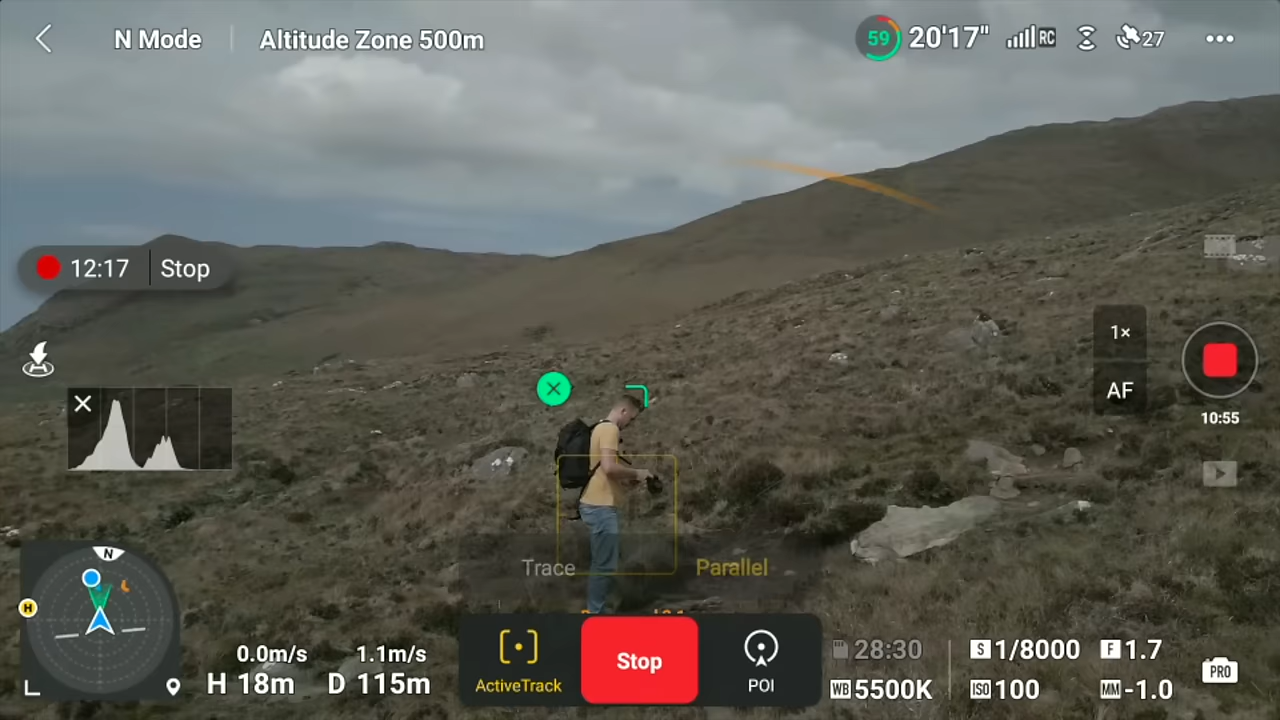 N Mode
Altitude Zone 500m
59
20'17"
RC
27
12:17
Stop
1×
AF
10:55
N
H
L
0.0m/s
1.1m/s
H 18m
D 115m
Trace
Parallel
ActiveTrack
Stop
POI
28:30
S 1/8000
F 1.7
WB 5500K
ISO 100
MM -1.0
PRO